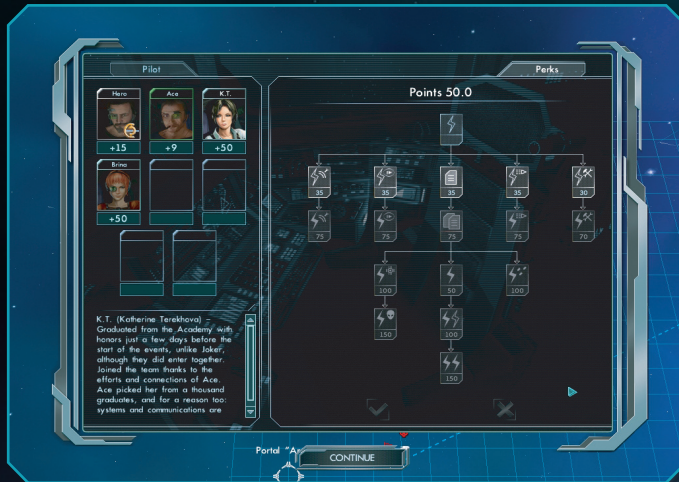 Pilot
Perks
Hero
Ace
K.T.
+15
+9
+50
Brina
+50
Points 50.0
35
35
35
35
30
75
75
75
75
70
100
50
100
150
100
150
K.T. (Katherine Terekhova) –
Graduated from the Academy with
honors just a few days before the
start of the events, unlike Joker,
although they did enter together.
Joined the team thanks to the
efforts and connections of Ace.
Ace picked her from a thousand
graduates, and for a reason too:
systems and communications are
Portal
CONTINUE